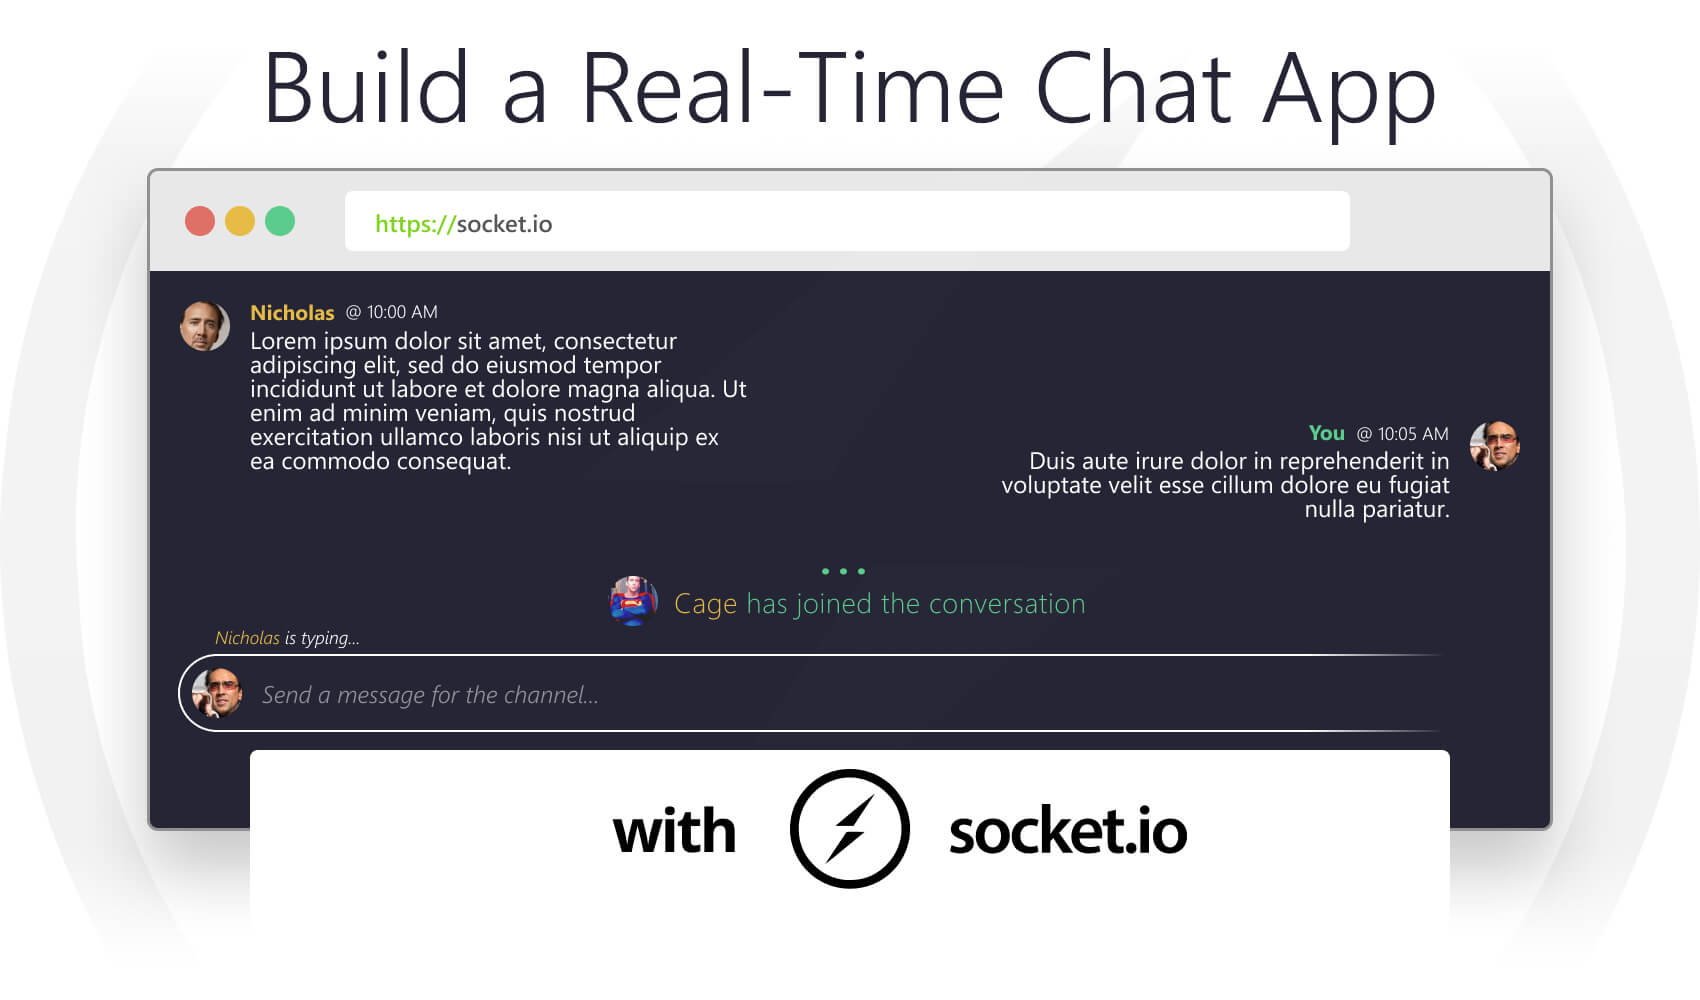 Build a Real-Time Chat App
https://socket.io
Nicholas @ 10:00 AM
Lorem ipsum dolor sit amet, consectetur
adipiscing elit, sed do eiusmod tempor
incididunt ut labore et dolore magna aliqua. Ut
enim ad minim veniam, quis nostrud
exercitation ullamco laboris nisi ut aliquip ex
ea commodo consequat.
You @ 10:05 AM
Duis aute irure dolor in reprehenderit in
voluptate velit esse cillum dolore eu fugiat
nulla pariatur.
Cage has joined the conversation
Nicholas is typing...
Send a message for the channel...
with socket.io